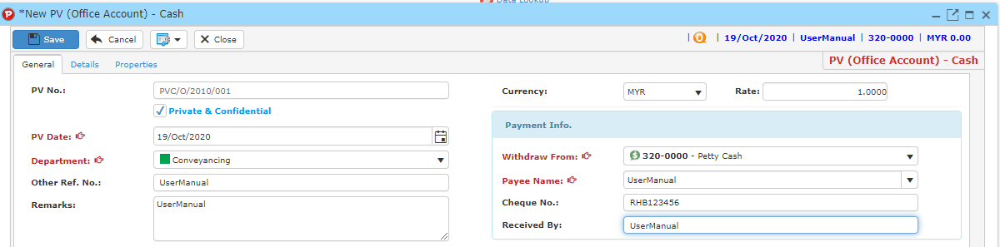 Data Lookup
P *New PV (Office Account) - Cash
Save Cancel Close | O | 19/Oct/2020 | UserManual | 320-0000 | MYR 0.00
General Details Properties PV (Office Account) - Cash
PV No.: PVC/O/2010/001
Private & Confidential
PV Date: 19/Oct/2020
Department: Conveyancing
Other Ref. No.: UserManual
Remarks: UserManual
Currency: MYR Rate: 1.0000
Payment Info.
Withdraw From: $ 320-0000 - Petty Cash
Payee Name: UserManual
Cheque No.: RHB123456
Received By: UserManual